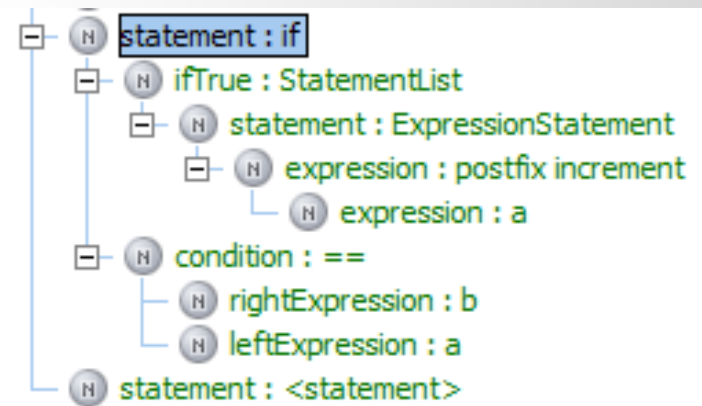 statement : if
ifTrue : StatementList
statement : ExpressionStatement
expression : postfix increment
expression : a
condition : ==
rightExpression : b
leftExpression : a
statement : <statement>